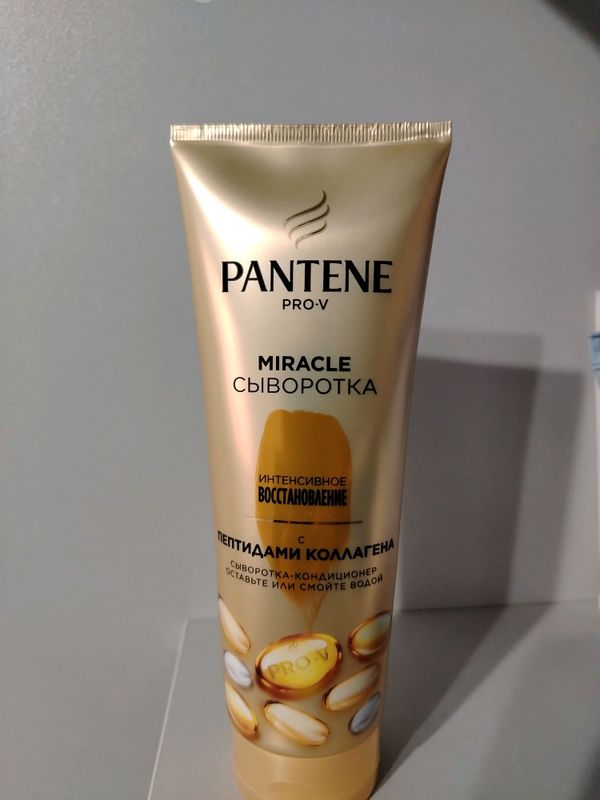 PANTENE
PRO-V
MIRACLE
СЫВОРОТКА
ИНТЕНСИВНОЕ
ВОССТАНОВЛЕНИЕ
С
ПЕПТИДАМИ КОЛЛАГЕНА
СЫВОРОТКА-КОНДИЦИОНЕР
ОСТАВЬТЕ ИЛИ СМОЙТЕ ВОДОЙ
PRO-V